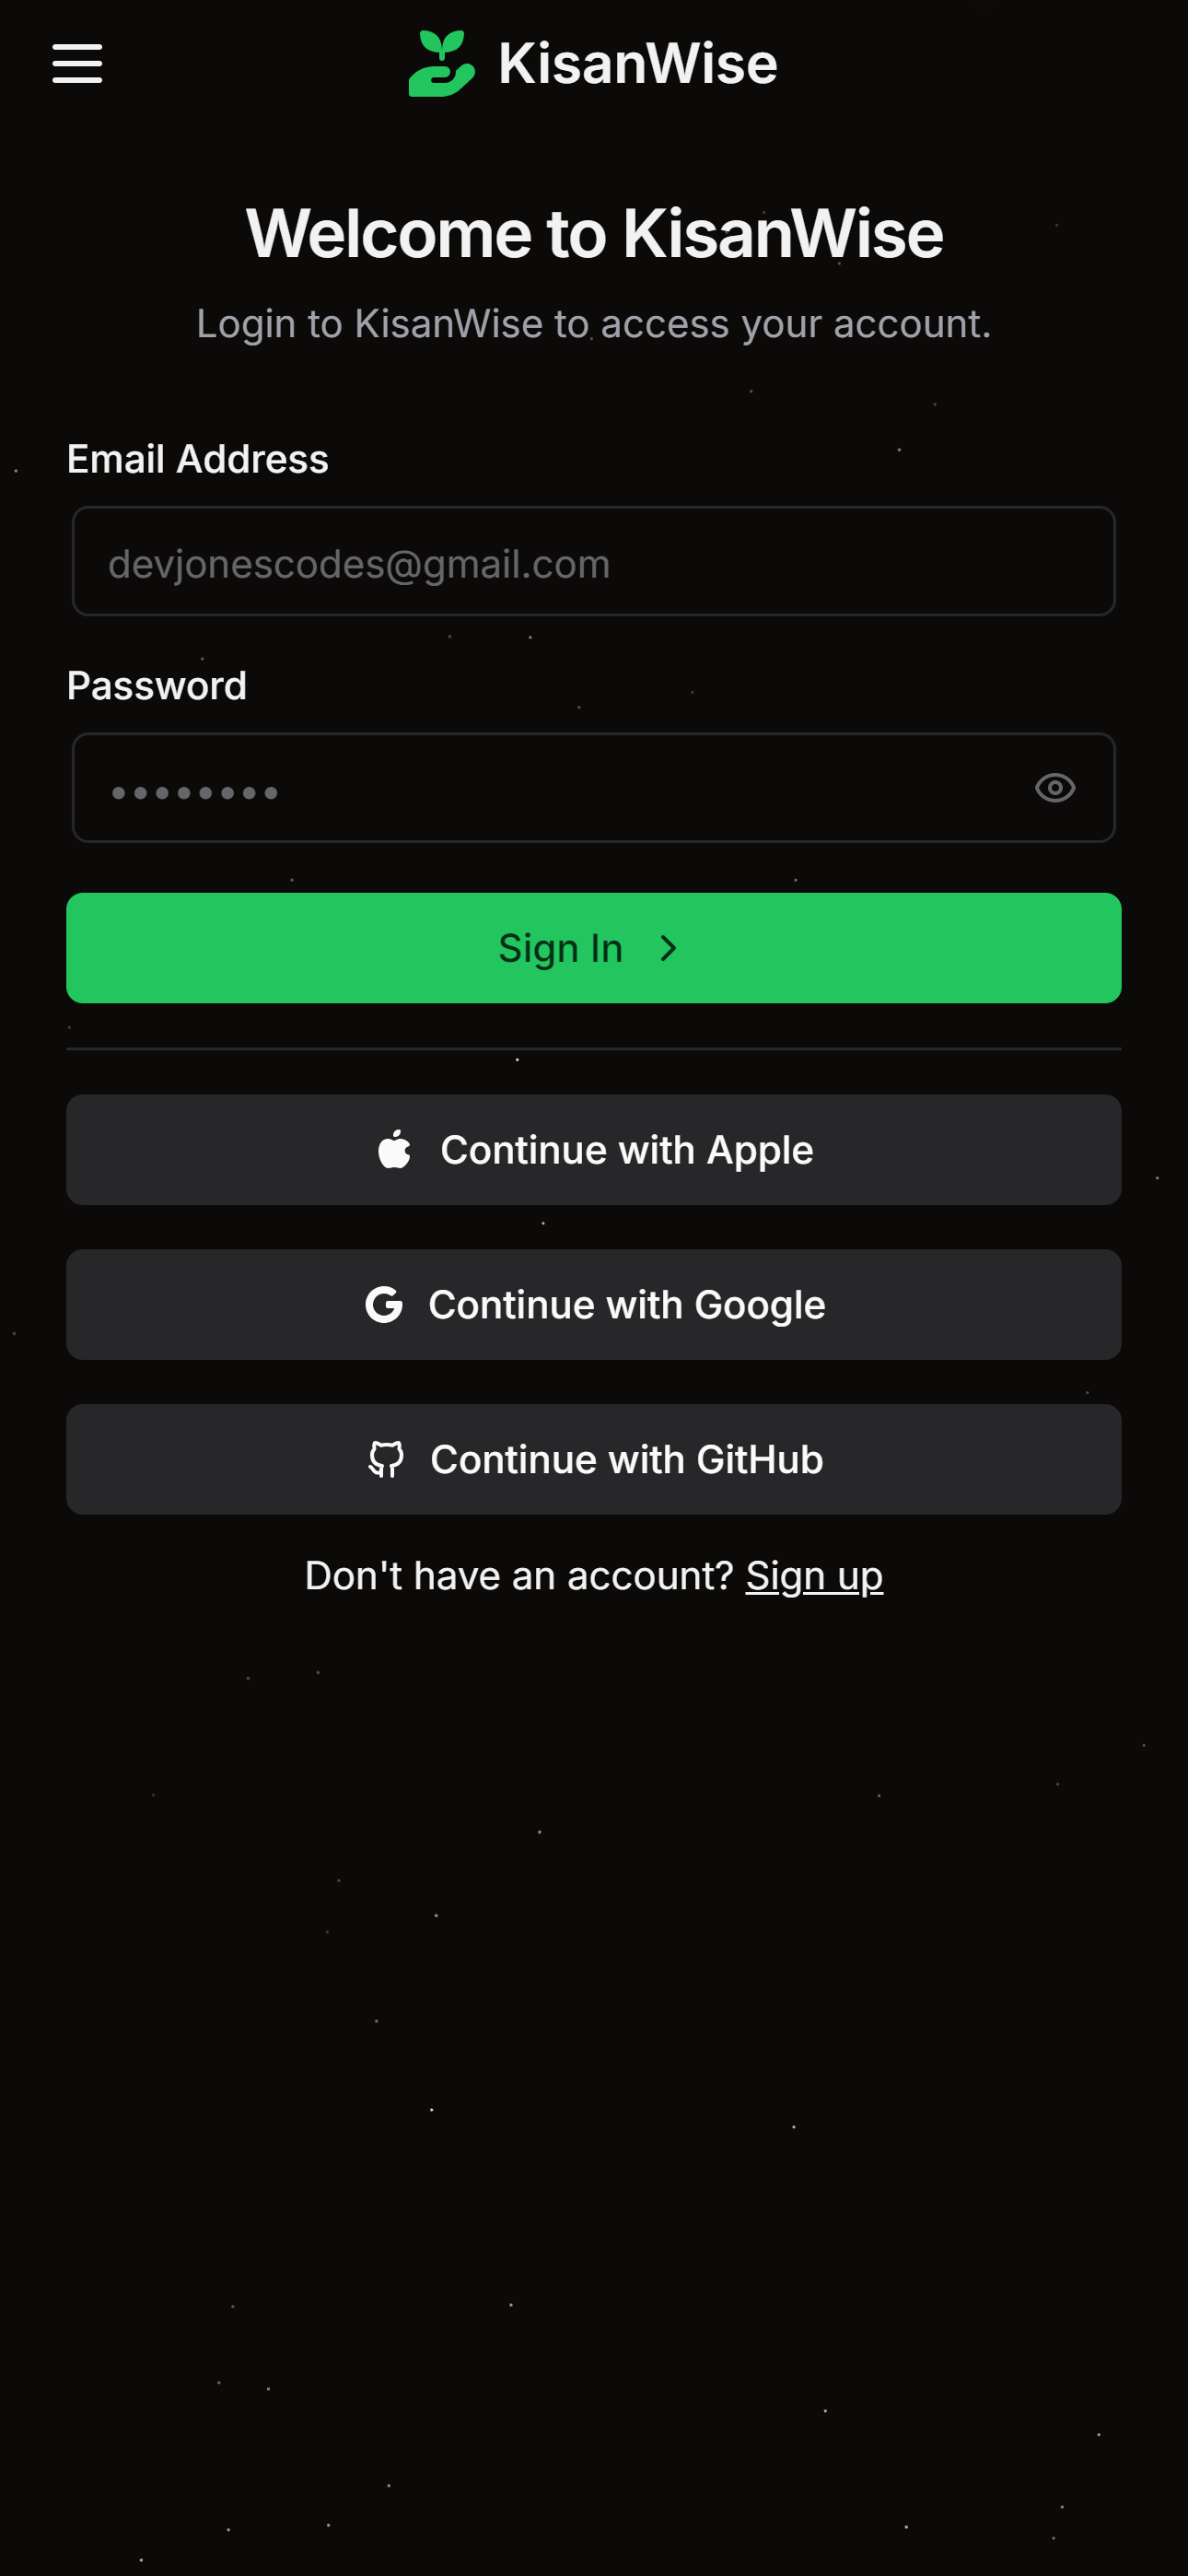 KisanWise
Welcome to KisanWise
Login to KisanWise to access your account.
Email Address
devjonescodes@gmail.com
Password
••••••••
Sign In
Continue with Apple
Continue with Google
Continue with GitHub
Don't have an account? Sign up